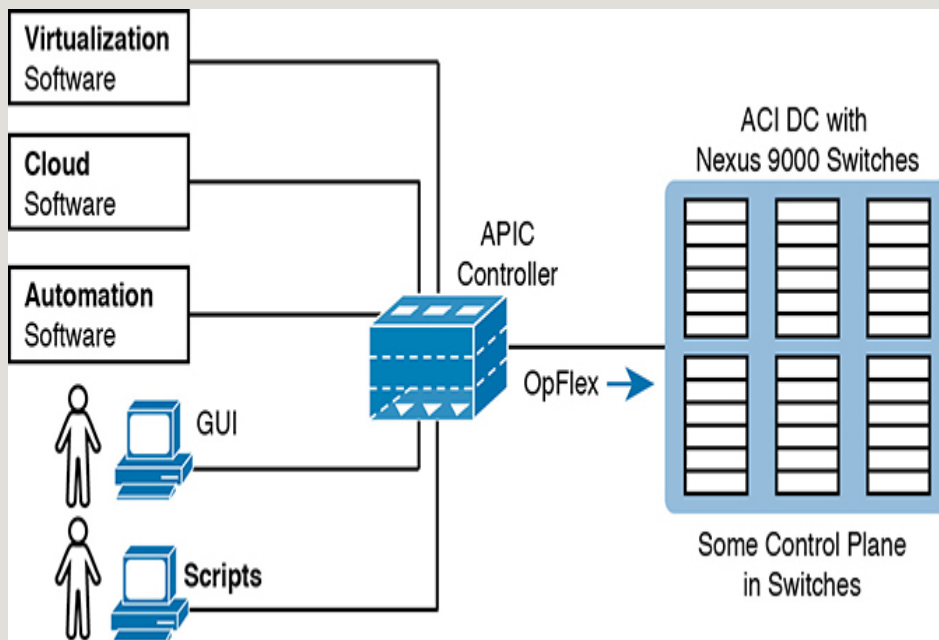 Virtualization
Software
Cloud
Software
Automation
Software
GUI
Scripts
APIC
Controller
OpFlex
ACI DC with
Nexus 9000 Switches
Some Control Plane
in Switches